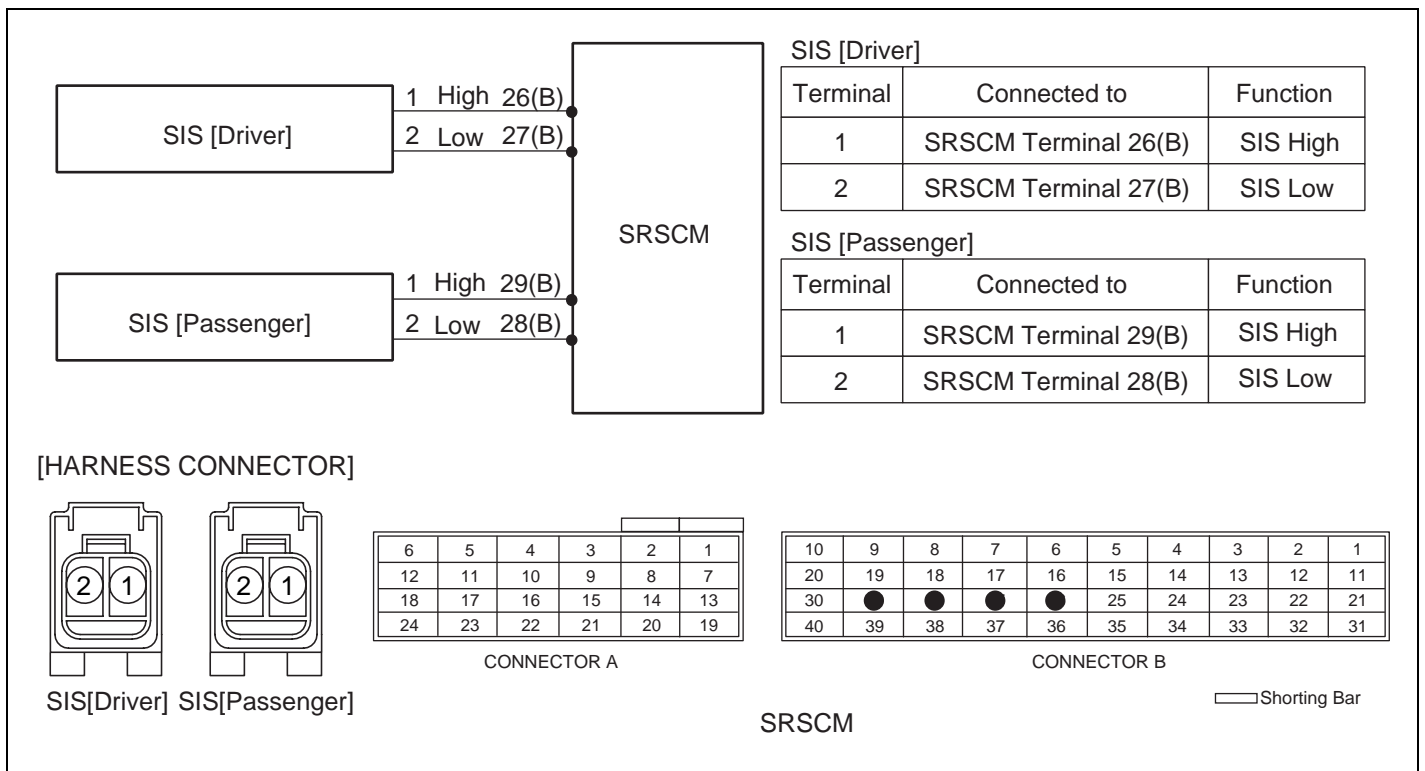 1 High 26(B)
SIS [Driver]
2 Low 27(B)
SRSCM
1 High 29(B)
SIS [Passenger]
2 Low 28(B)
SIS [Driver]
Terminal Connected to Function
1 SRSCM Terminal 26(B) SIS High
2 SRSCM Terminal 27(B) SIS Low
SIS [Passenger]
Terminal Connected to Function
1 SRSCM Terminal 29(B) SIS High
2 SRSCM Terminal 28(B) SIS Low
[HARNESS CONNECTOR]
2 1
SIS[Driver]
2 1
SIS[Passenger]
6 5 4 3 2 1
12 11 10 9 8 7
18 17 16 15 14 13
24 23 22 21 20 19
CONNECTOR A
10 9 8 7 6 5 4 3 2 1
20 19 18 17 16 15 14 13 12 11
30 25 24 23 22 21
40 39 38 37 36 35 34 33 32 31
CONNECTOR B
Shorting Bar
SRSCM